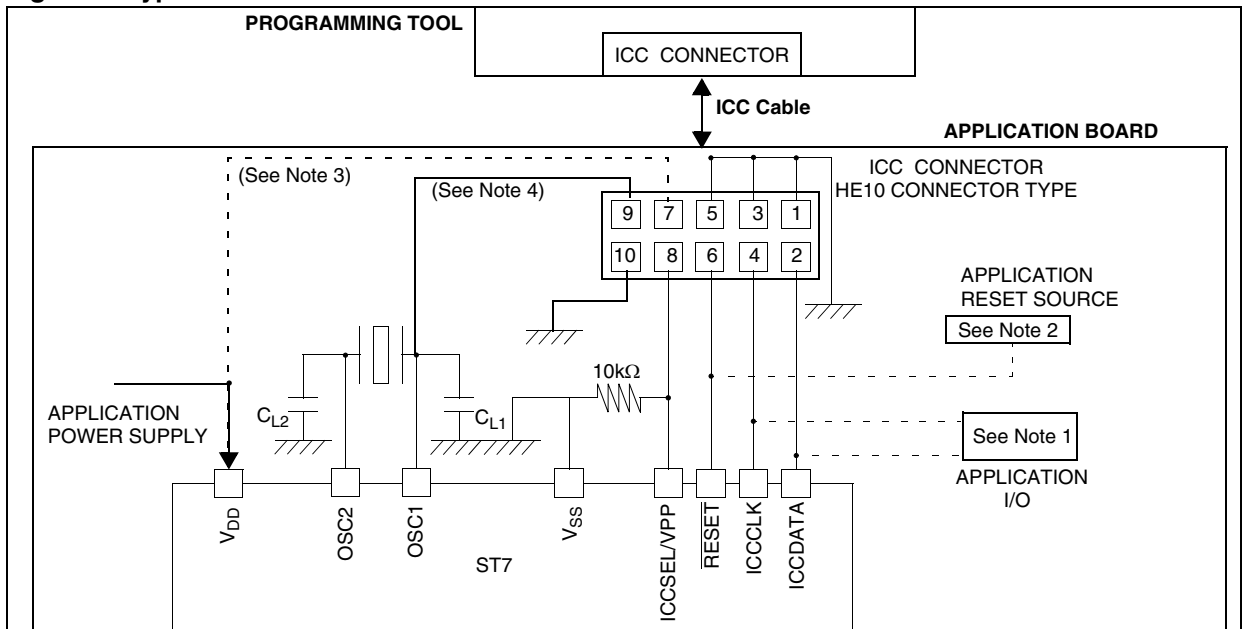 PROGRAMMING TOOL
ICC CONNECTOR
ICC Cable
APPLICATION BOARD
(See Note 3)
(See Note 4)
ICC CONNECTOR
HE10 CONNECTOR TYPE
9 7 5 3 1
10 8 6 4 2
APPLICATION
RESET SOURCE
See Note 2
10kΩ
APPLICATION
POWER SUPPLY
CL2
CL1
See Note 1
APPLICATION
I/O
VDD
OSC2
OSC1
VSS
ICCSEL/VPP
RESET
ICCCLK
ICCDATA
ST7